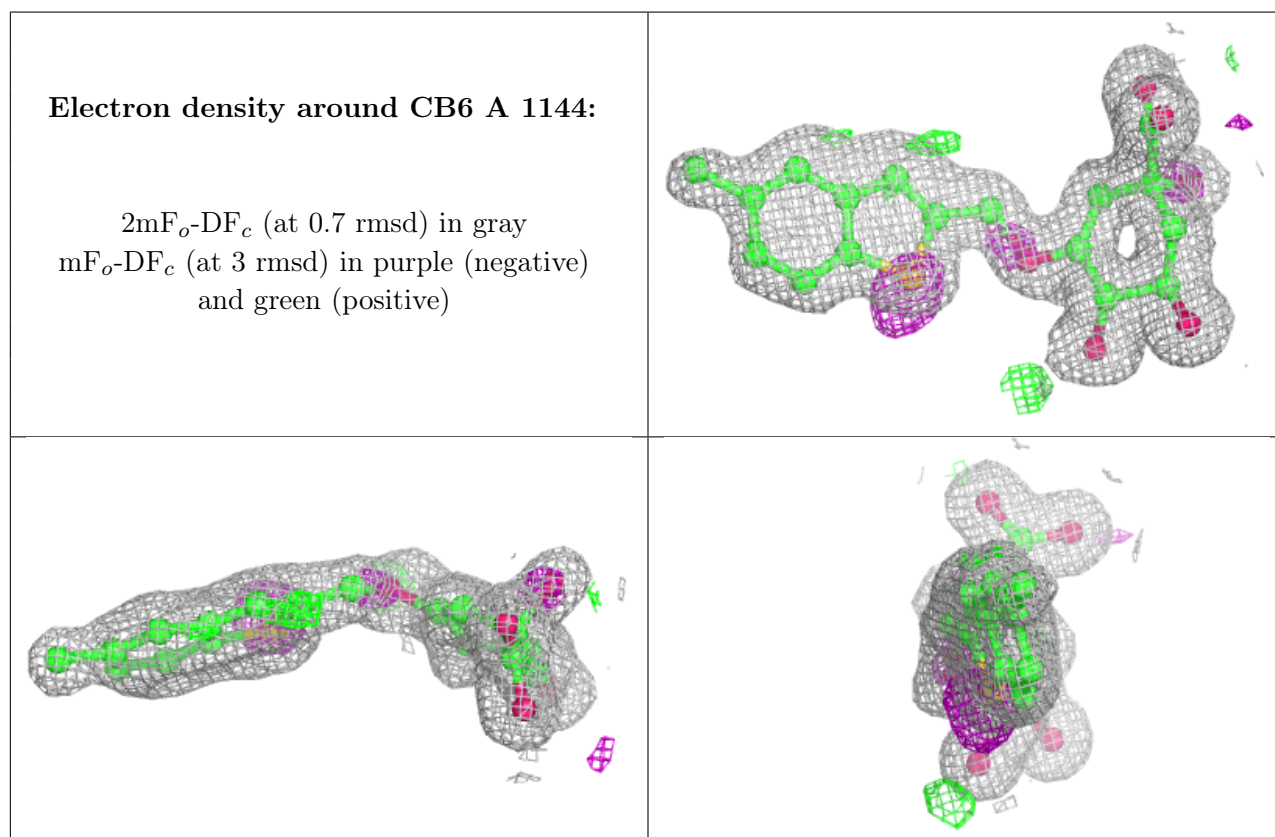 Electron density around CB6 A 1144:
2mFo-DFc (at 0.7 rmsd) in gray
mFo-DFc (at 3 rmsd) in purple (negative)
and green (positive)